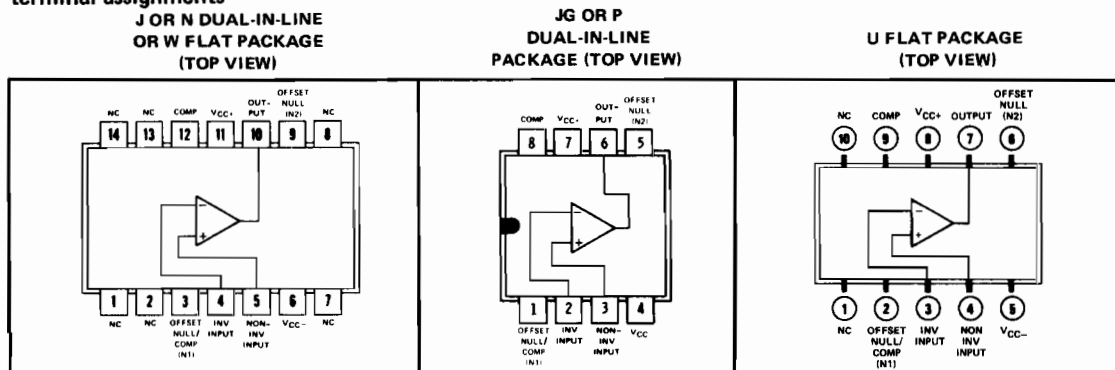 terminal assignments
J OR N DUAL-IN-LINE
OR W FLAT PACKAGE
(TOP VIEW)
NC
NC
COMP
VCC+
OUT-
PUT
OFFSET
NULL
(N2)
NC
14 13 12 11 10 9 8
− +
1 2 3 4 5 6 7
NC
NC
OFFSET
NULL/
COMP
(N1)
INV
INPUT
NON-
INV
INPUT
VCC−
NC
JG OR P
DUAL-IN-LINE
PACKAGE (TOP VIEW)
COMP
VCC+
OUT-
PUT
OFFSET
NULL
(N2)
8 7 6 5
− +
1 2 3 4
OFFSET
NULL/
COMP
(N1)
INV
INPUT
NON-
INV
INPUT
VCC
U FLAT PACKAGE
(TOP VIEW)
NC
COMP
VCC+
OUTPUT
OFFSET
NULL
(N2)
10 9 8 7 6
− +
1 2 3 4 5
NC
OFFSET
NULL/
COMP
(N1)
INV
INPUT
NON
INV
INPUT
VCC−